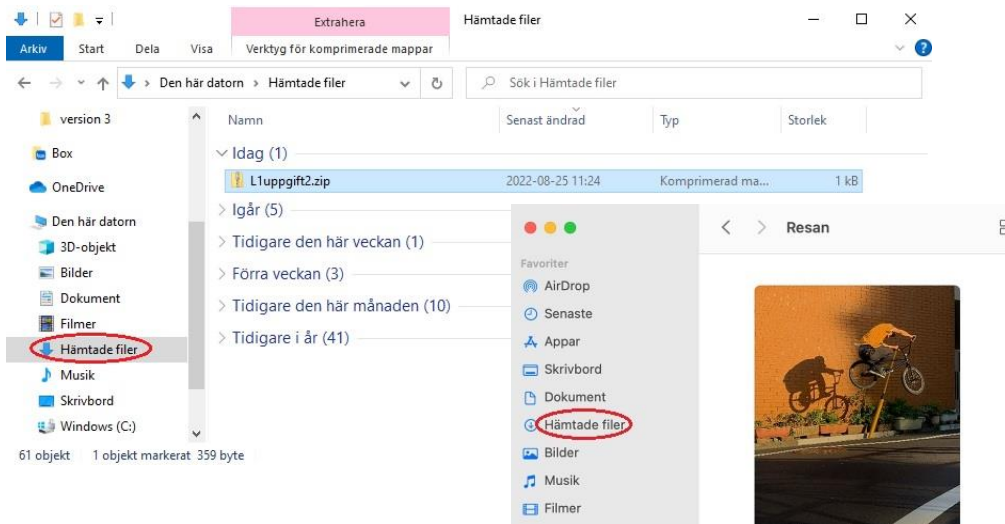 Extrahera
Hämtade filer
Arkiv Start Dela Visa Verktyg för komprimerade mappar
Den här datorn > Hämtade filer
Sök i Hämtade filer
version 3
Box
OneDrive
Den här datorn
3D-objekt
Bilder
Dokument
Filmer
Hämtade filer
Musik
Skrivbord
Windows (C:)
Namn Senast ändrad Typ Storlek
Idag (1)
L1uppgift2.zip 2022-08-25 11:24 Komprimerad ma... 1 kB
Igår (5)
Tidigare den här veckan (1)
Förra veckan (3)
Tidigare den här månaden (10)
Tidigare i år (41)
61 objekt 1 objekt markerat 359 byte
Resan
Favoriter
AirDrop
Senaste
Appar
Skrivbord
Dokument
Hämtade filer
Bilder
Musik
Filmer